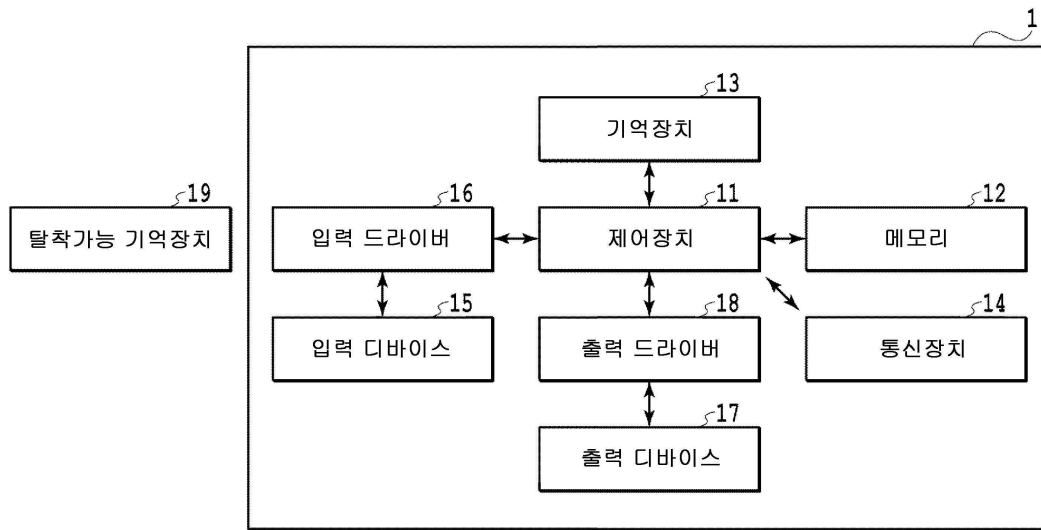 1
13
기억장치
19
탈착가능 기억장치
16
입력 드라이버
11
제어장치
12
메모리
15
입력 디바이스
18
출력 드라이버
14
통신장치
17
출력 디바이스